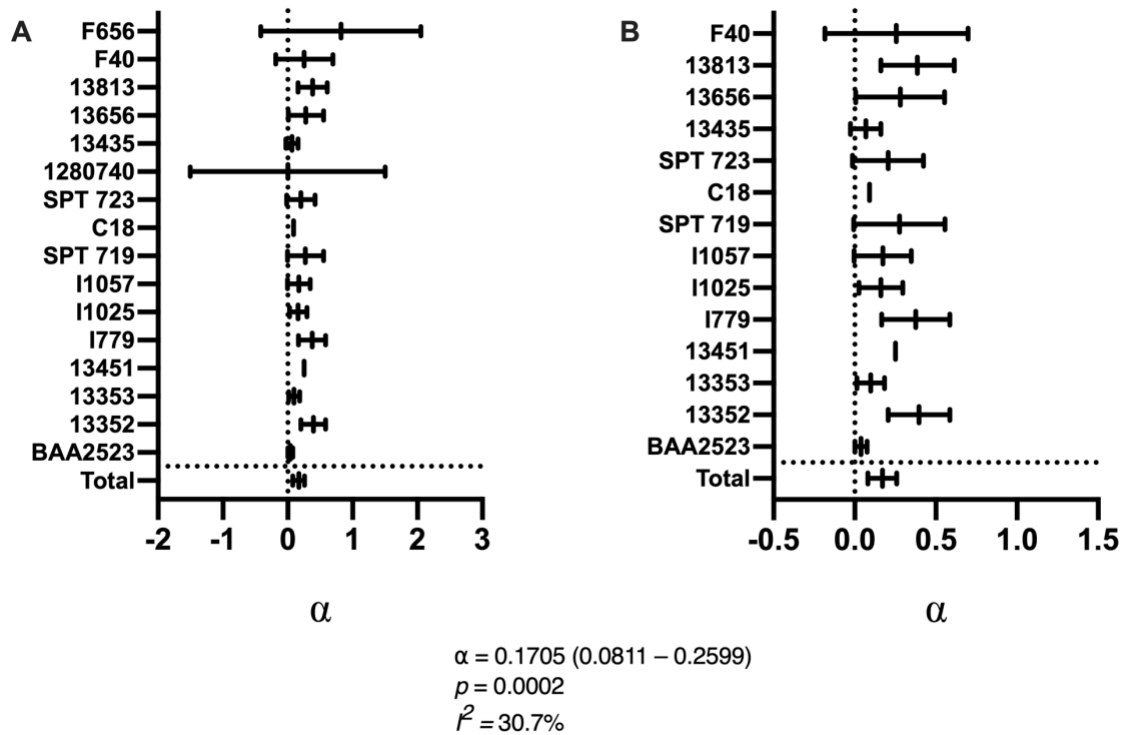 A
F656
F40
13813
13656
13435
1280740
SPT 723
C18
SPT 719
I1057
I1025
I779
13451
13353
13352
BAA2523
Total
-2 -1 0 1 2 3
α
B
F40
13813
13656
13435
SPT 723
C18
SPT 719
I1057
I1025
I779
13451
13353
13352
BAA2523
Total
-0.5 0.0 0.5 1.0 1.5
α
α = 0.1705 (0.0811 – 0.2599)
p = 0.0002
I² = 30.7%